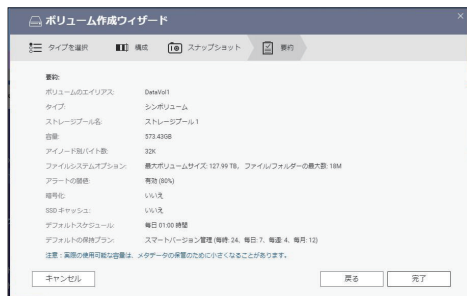 ボリューム作成ウィザード
タイプを選択 構成 スナップショット 要約
要約:
ボリュームのエイリアス: DataVol1
タイプ: シンボリューム
ストレージプール名: ストレージプール 1
容量: 573.43GB
アイノード別バイト数: 32K
ファイルシステムオプション: 最大ボリュームサイズ: 127.99 TB, ファイル/フォルダーの最大数: 18M
アラートの閾値: 有効 (80%)
暗号化: いいえ
SSD キャッシュ: いいえ
デフォルトスケジュール: 毎日 01:00 時間
デフォルトの保持プラン: スマートバージョン管理 (毎時: 24, 毎日: 7, 毎週: 4, 毎月: 12)
注意:実際の使用可能な容量は、メタデータの保管のために小さくなることがあります。
キャンセル 戻る 完了